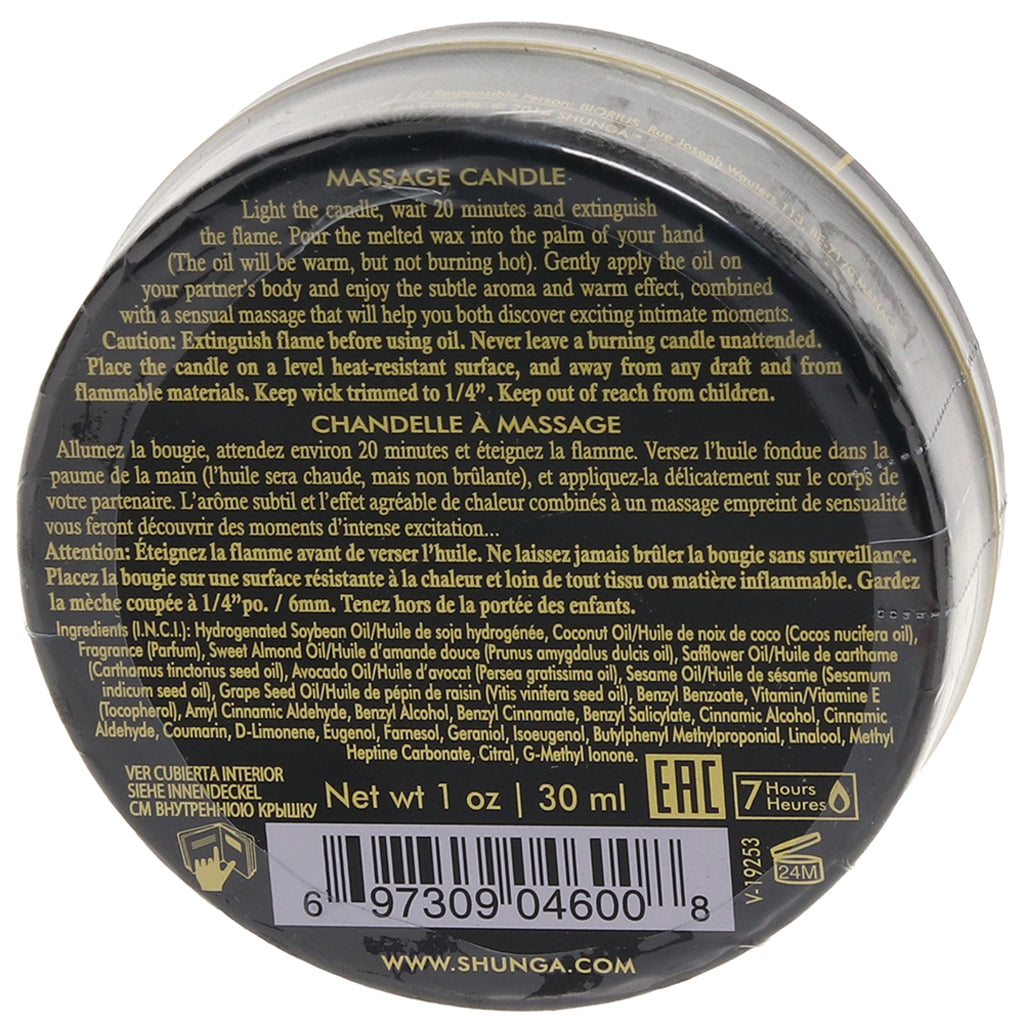 EU Responsible Person: BIORIUS, Rue Joseph Wauters 113,
Canada © SHUNGA™
MASSAGE CANDLE
Light the candle, wait 20 minutes and extinguish
the flame. Pour the melted wax into the palm of your hand
(The oil will be warm, but not burning hot). Gently apply the oil on
your partner's body and enjoy the subtle aroma and warm effect, combined
with a sensual massage that will help you both discover exciting intimate moments.
Caution: Extinguish flame before using oil. Never leave a burning candle unattended.
Place the candle on a level heat-resistant surface, and away from any draft and from
flammable materials. Keep wick trimmed to 1/4”. Keep out of reach from children.
CHANDELLE À MASSAGE
Allumez la bougie, attendez environ 20 minutes et éteignez la flamme. Versez l’huile fondue dans la
paume de la main (l’huile sera chaude, mais non brûlante), et appliquez-la délicatement sur le corps de
votre partenaire. L’arôme subtil et l’effet agréable de chaleur combinés à un massage empreint de sensualité
vous feront découvrir des moments d’intense excitation...
Attention: Éteignez la flamme avant de verser l’huile. Ne laissez jamais brûler la bougie sans surveillance.
Placez la bougie sur une surface résistante à la chaleur et loin de tout tissu ou matière inflammable. Gardez
la mèche coupée à 1/4”po. / 6mm. Tenez hors de la portée des enfants.
Ingredients (I.N.C.I.): Hydrogenated Soybean Oil/Huile de soja hydrogénée, Coconut Oil/Huile de noix de coco (Cocos nucifera oil),
Fragrance (Parfum), Sweet Almond Oil/Huile d’amande douce (Prunus amygdalus dulcis oil), Safflower Oil/Huile de carthame
(Carthamus tinctorius seed oil), Avocado Oil/Huile d’avocat (Persea gratissima oil), Sesame Oil/Huile de sésame (Sesamum
indicum seed oil), Grape Seed Oil/Huile de pépin de raisin (Vitis vinifera seed oil), Benzyl Benzoate, Vitamin/Vitamine E
(Tocopherol), Amyl Cinnamic Aldehyde, Benzyl Alcohol, Benzyl Cinnamate, Benzyl Salicylate, Cinnamic Alcohol, Cinnamic
Aldehyde, Coumarin, D-Limonene, Eugenol, Farnesol, Geraniol, Isoeugenol, Butylphenyl Methylproponial, Linalool, Methyl
Heptine Carbonate, Citral, G-Methyl Ionone.
VER CUBIERTA INTERIOR
SIEHE INNENDECKEL
СМ ВНУТРЕННЮЮ КРЫШКУ
Net wt 1 oz | 30 ml
EAC
7 Hours
Heures
V-19253
24M
6 97309 04600 8
WWW.SHUNGA.COM